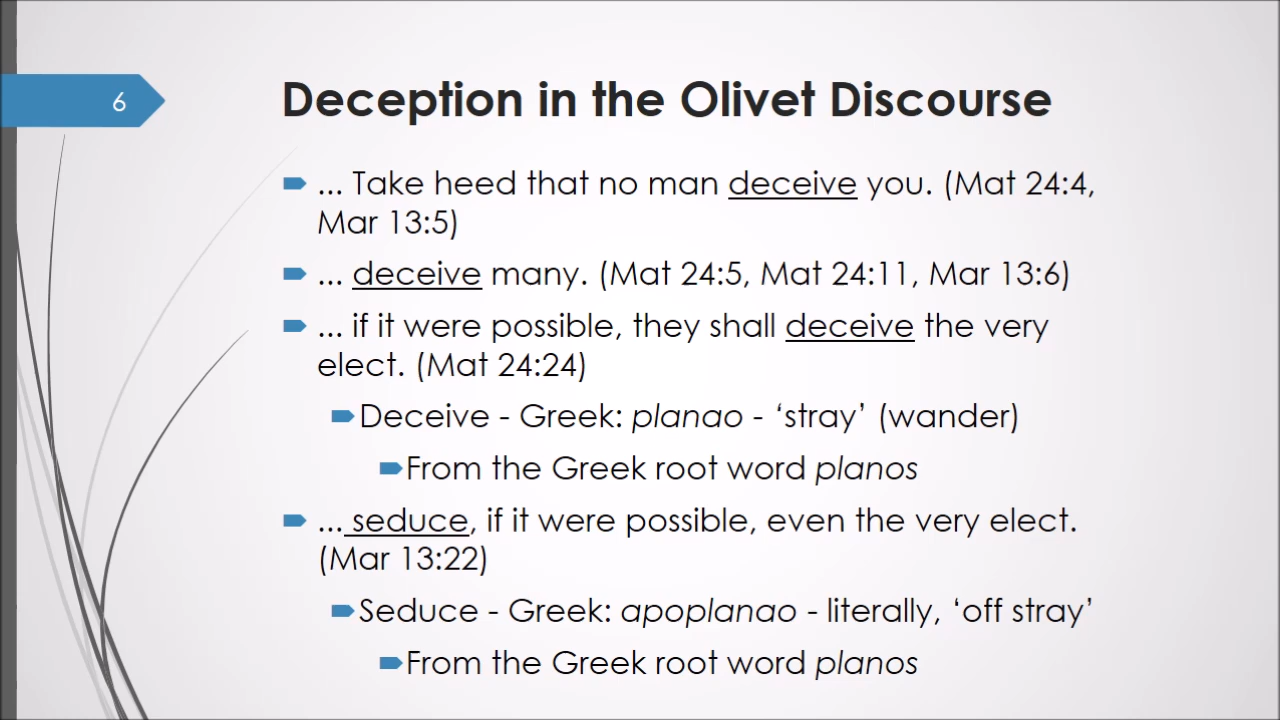 6
Deception in the Olivet Discourse
... Take heed that no man deceive you. (Mat 24:4,
Mar 13:5)
... deceive many. (Mat 24:5, Mat 24:11, Mar 13:6)
... if it were possible, they shall deceive the very
elect. (Mat 24:24)
Deceive - Greek: planao - ‘stray’ (wander)
From the Greek root word planos
... seduce, if it were possible, even the very elect.
(Mar 13:22)
Seduce - Greek: apoplanao - literally, ‘off stray’
From the Greek root word planos